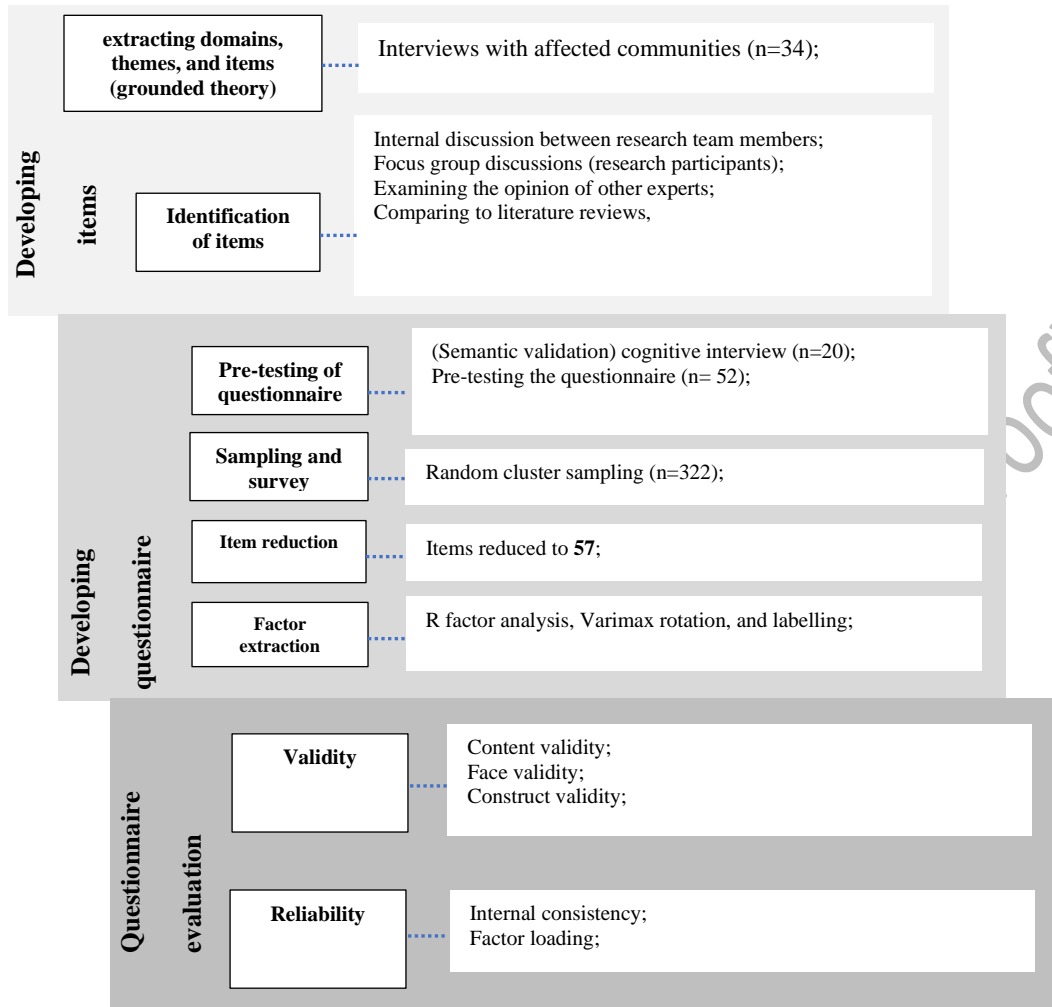 extracting domains,
themes, and items
(grounded theory)
Interviews with affected communities (n=34);
Developing
items
Identification
of items
Internal discussion between research team members;
Focus group discussions (research participants);
Examining the opinion of other experts;
Comparing to literature reviews,
Developing
questionnaire
Pre-testing of
questionnaire
(Semantic validation) cognitive interview (n=20);
Pre-testing the questionnaire (n= 52);
Sampling and
survey
Random cluster sampling (n=322);
Item reduction
Items reduced to 57;
Factor
extraction
R factor analysis, Varimax rotation, and labelling;
Questionnaire
evaluation
Validity
Content validity;
Face validity;
Construct validity;
Reliability
Internal consistency;
Factor loading;